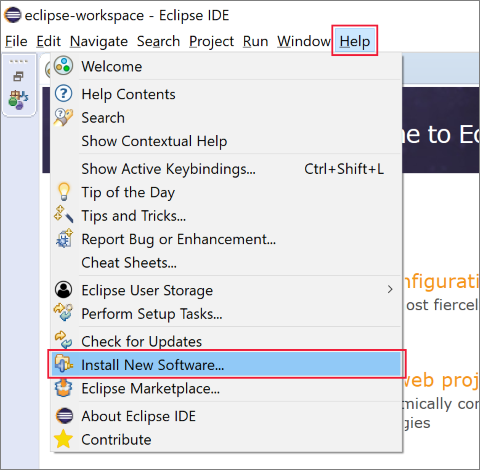 eclipse-workspace - Eclipse IDE
File Edit Navigate Search Project Run Window Help
Welcome
Help Contents
Search
Show Contextual Help
Show Active Keybindings... Ctrl+Shift+L
Tip of the Day
Tips and Tricks...
Report Bug or Enhancement...
Cheat Sheets...
Eclipse User Storage
Perform Setup Tasks...
Check for Updates
Install New Software...
Eclipse Marketplace...
About Eclipse IDE
Contribute
ne to Ec
nfigurati
ost fiercel
web proj
mically con
gies